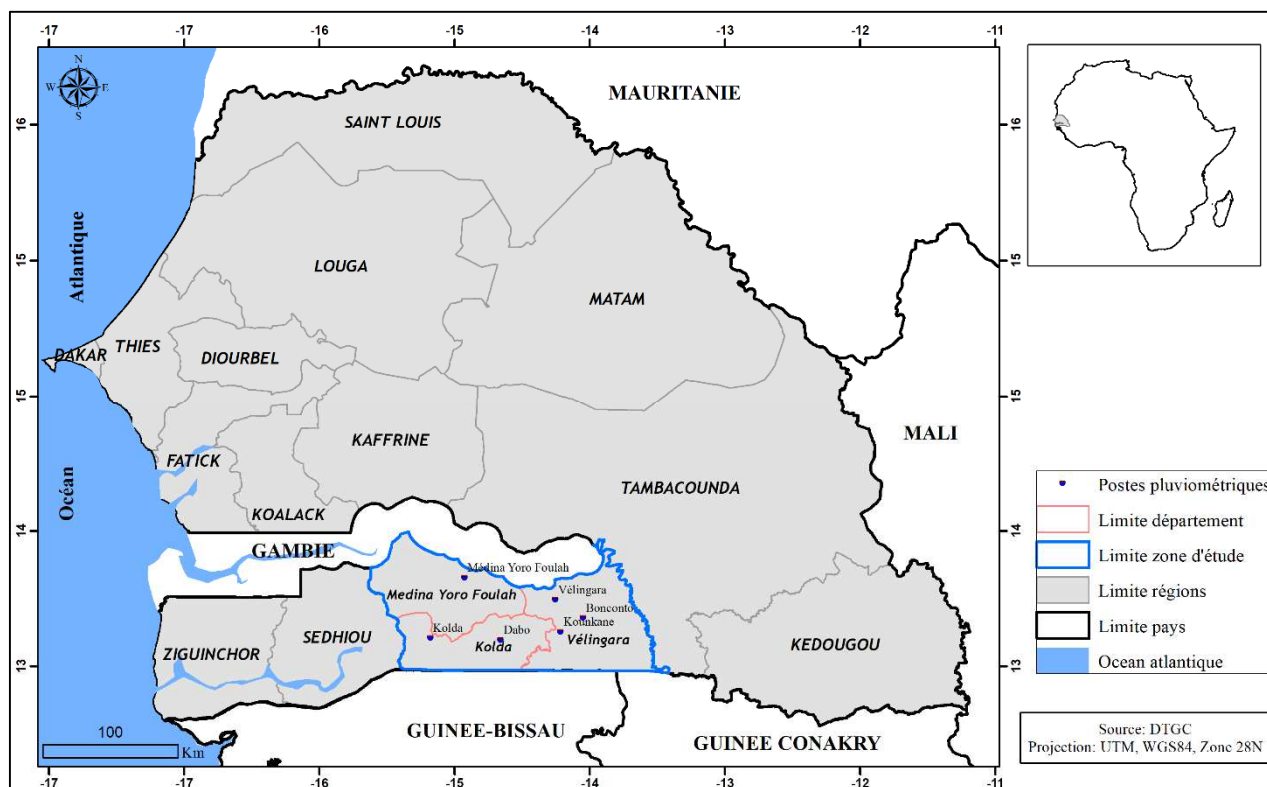 -17 -17 -16 -15 -14 -13 -12 -11
N
W E
S
16 16
MAURITANIE
SAINT LOUIS
Atlantique
15 15
LOUGA
MATAM
DAKAR
THIES
DIOURBEL
15 15
KAFFRINE
MALI
FATICK
TAMBACOUNDA
Océan
KOALACK
14 14
GAMBIE
Médina Yoro Foulah
Medina Yoro Foulah
Vélingara
Bonconto
Kolda
Dabo
Kounkane
Kolda
Vélingara
SEDHIOU
ZIGUINCHOR
KEDOUGOU
13 13
GUINEE-BISSAU
GUINEE CONAKRY
100
Km
-17 -17 -16 -15 -14 -13 -12 -11
Postes pluviométriques
Limite département
Limite zone d'étude
Limite régions
Limite pays
Ocean atlantique
Source: DTGC
Projection: UTM, WGS84, Zone 28N